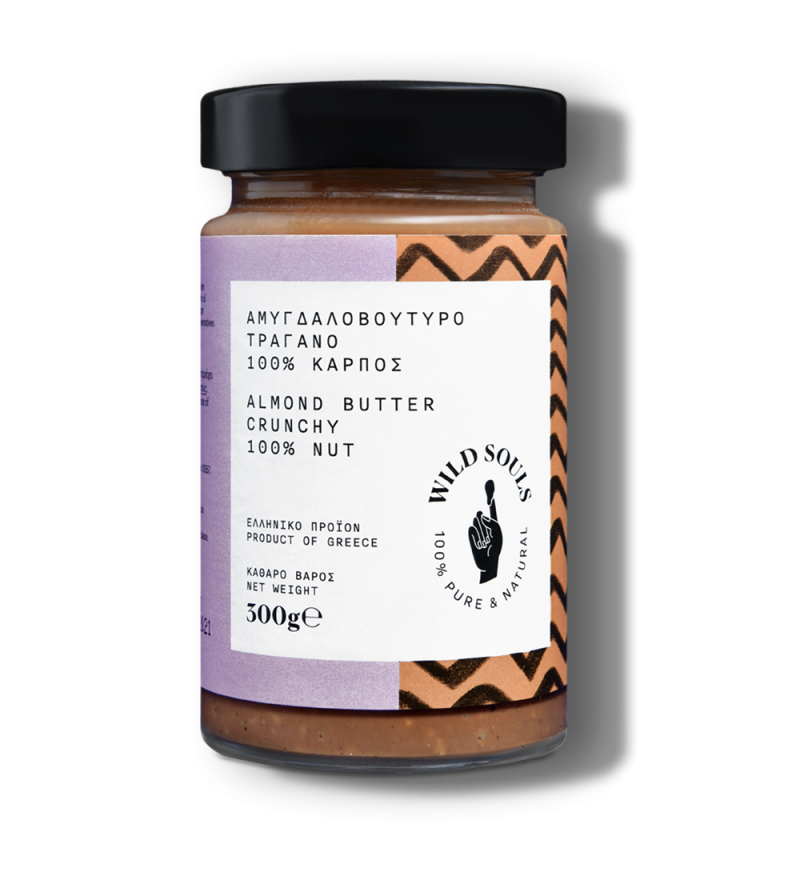 ΑΜΥΓΔΑΛΟΒΟΥΤΥΡΟ
ΤΡΑΓΑΝΟ
100% ΚΑΡΠΟΣ
ALMOND BUTTER
CRUNCHY
100% NUT
WILD SOULS
100% PURE & NATURAL
ΕΛΛΗΝΙΚΟ ΠΡΟΪΟΝ
PRODUCT OF GREECE
ΚΑΘΑΡΟ ΒΑΡΟΣ
NET WEIGHT
300g℮